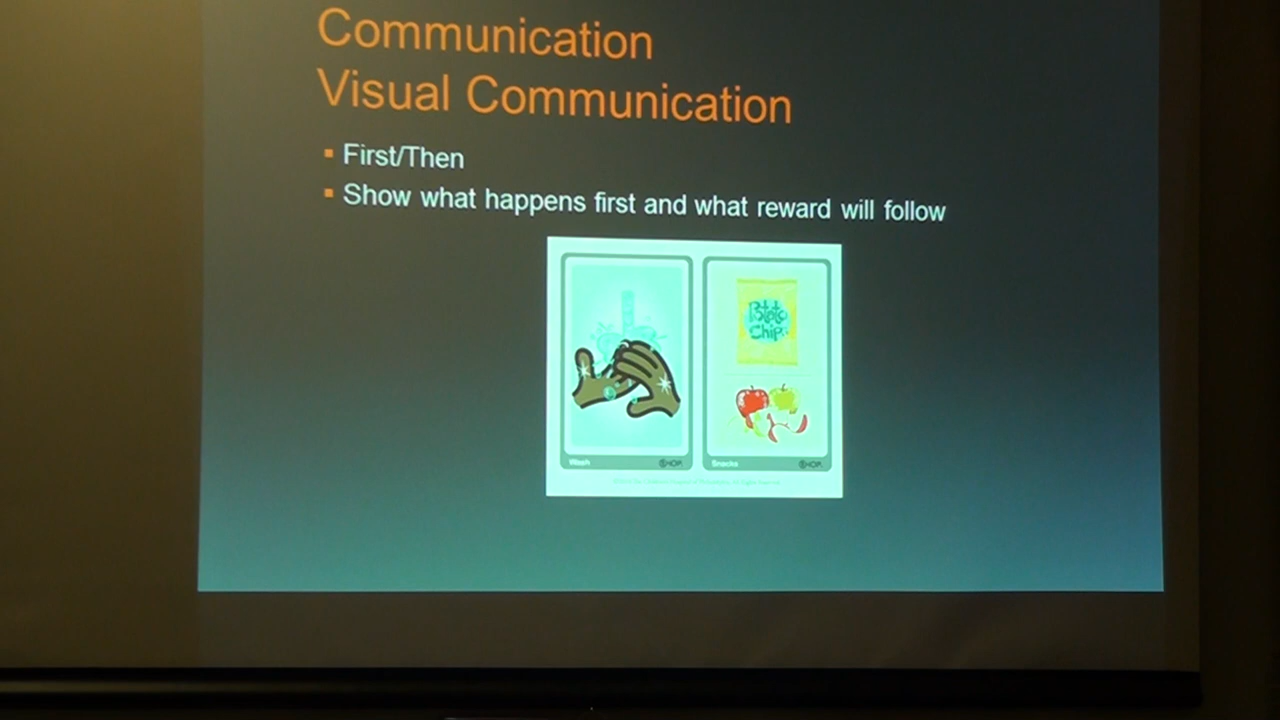 Communication
Visual Communication
▪ First/Then
▪ Show what happens first and what reward will follow
Potato
Chips
Wash
Snacks